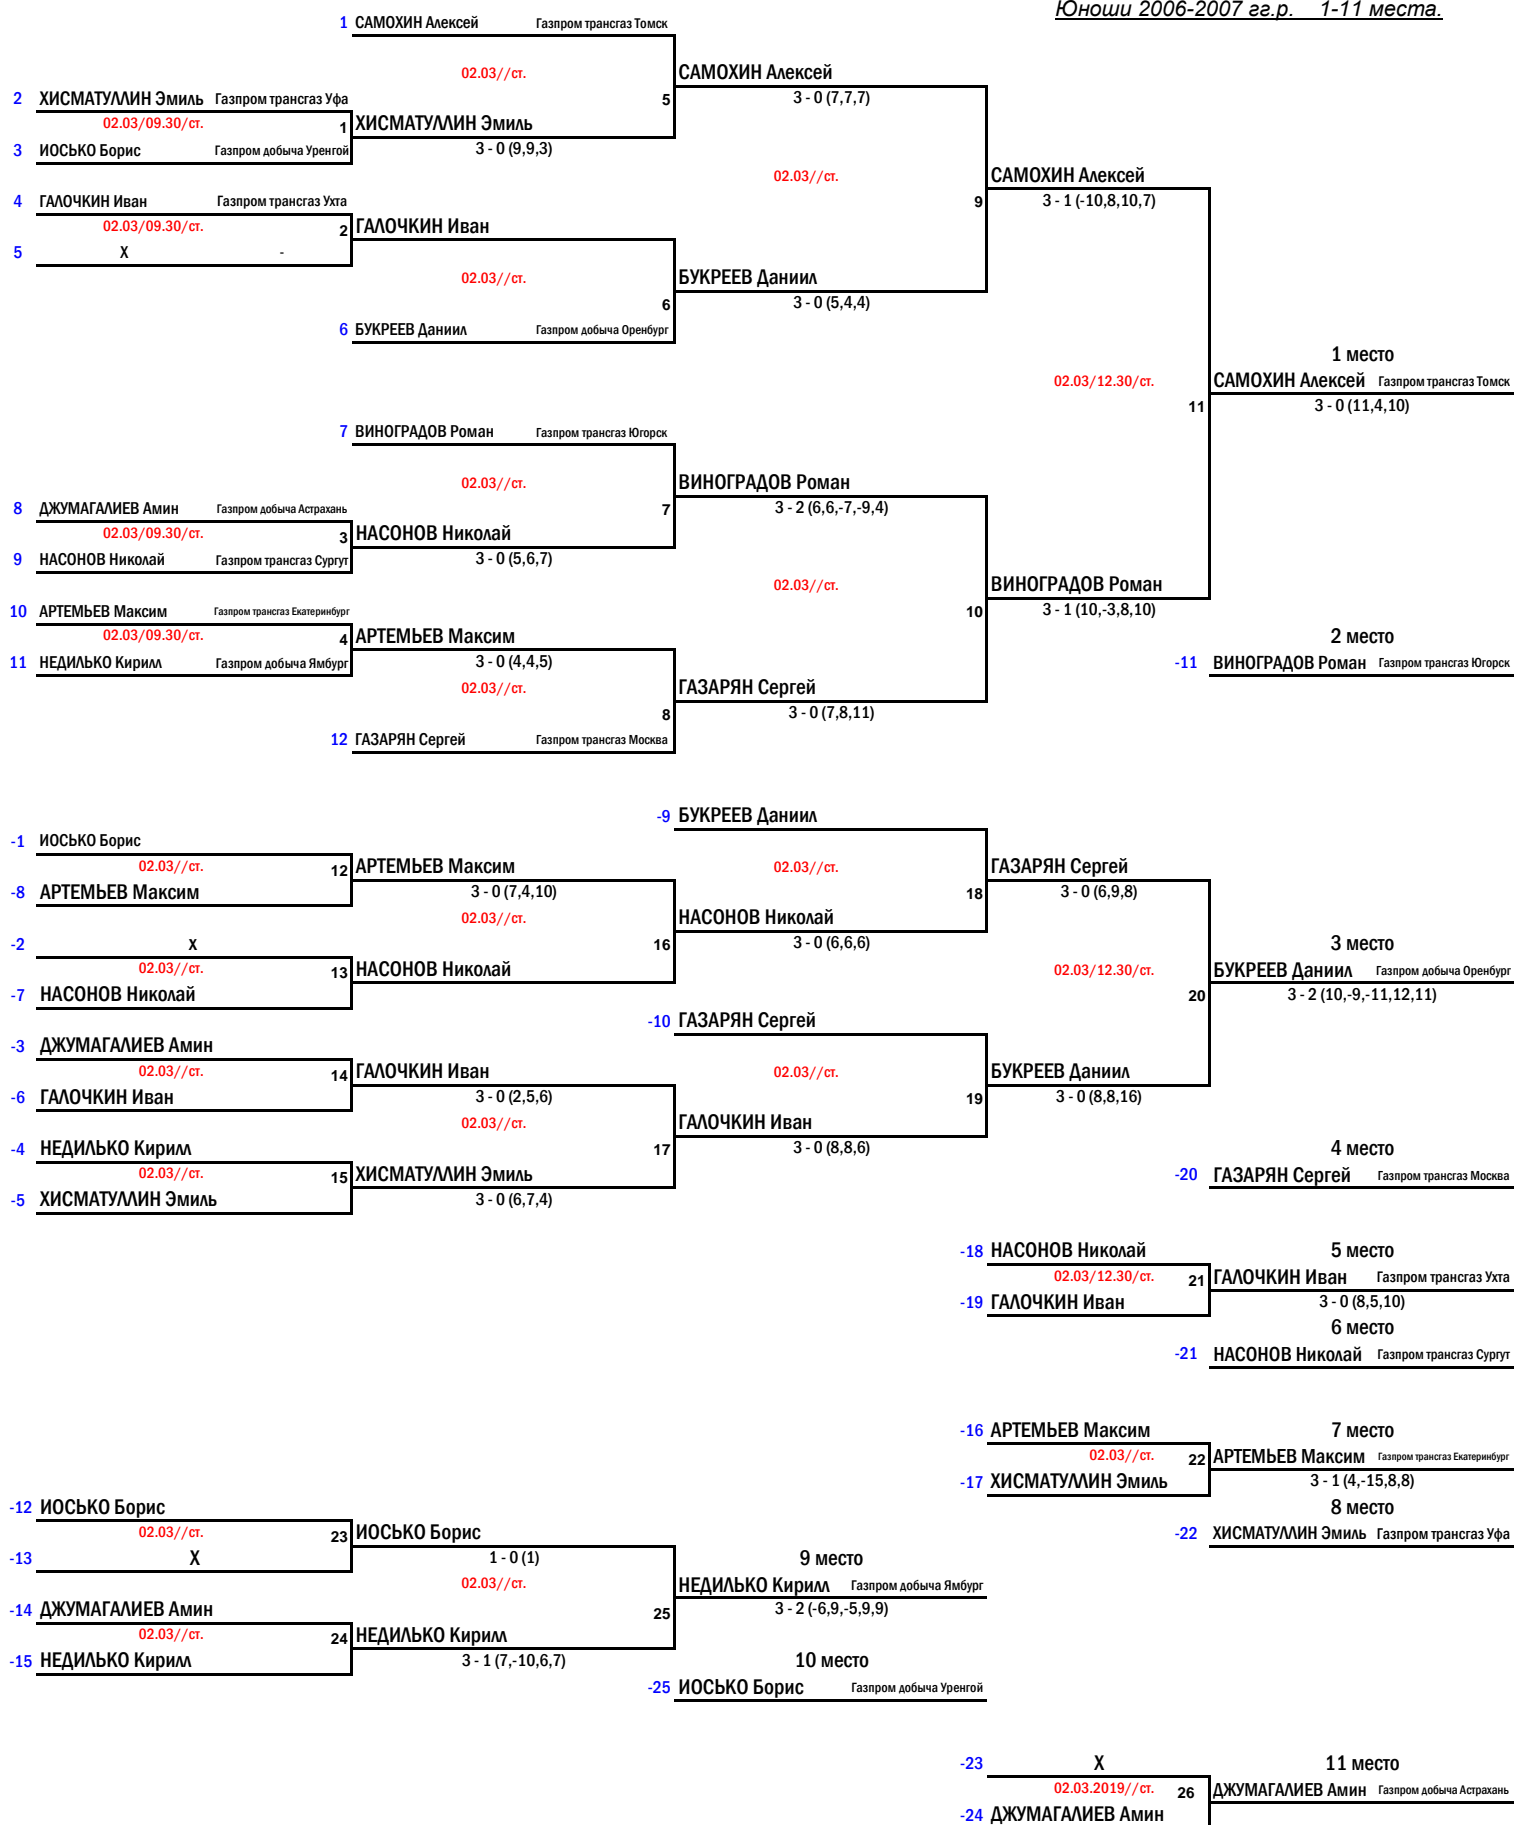 Юноши 2006-2007 гг.р. 1-11 места.
1 САМОХИН Алексей Газпром трансгаз Томск
02.03//ст. САМОХИН Алексей
2 ХИСМАТУЛЛИН Эмиль Газпром трансгаз Уфа 5 3 - 0 (7,7,7)
02.03/09.30/ст. 1 ХИСМАТУЛЛИН Эмиль
3 ИОСЬКО Борис Газпром добыча Уренгой 3 - 0 (9,9,3)
02.03//ст. САМОХИН Алексей
4 ГАЛОЧКИН Иван Газпром трансгаз Ухта 9 3 - 1 (-10,8,10,7)
02.03/09.30/ст. 2 ГАЛОЧКИН Иван
5 X -
02.03//ст. БУКРЕЕВ Даниил
6 3 - 0 (5,4,4)
6 БУКРЕЕВ Даниил Газпром добыча Оренбург
1 место
02.03/12.30/ст. САМОХИН Алексей Газпром трансгаз Томск
11 3 - 0 (11,4,10)
7 ВИНОГРАДОВ Роман Газпром трансгаз Югорск
02.03//ст. ВИНОГРАДОВ Роман
8 ДЖУМАГАЛИЕВ Амин Газпром добыча Астрахань 7 3 - 2 (6,6,-7,-9,4)
02.03/09.30/ст. 3 НАСОНОВ Николай
9 НАСОНОВ Николай Газпром трансгаз Сургут 3 - 0 (5,6,7)
02.03//ст. ВИНОГРАДОВ Роман
10 АРТЕМЬЕВ Максим Газпром трансгаз Екатеринбург 10 3 - 1 (10,-3,8,10)
02.03/09.30/ст. 4 АРТЕМЬЕВ Максим 2 место
11 НЕДИЛЬКО Кирилл Газпром добыча Ямбург 3 - 0 (4,4,5) -11 ВИНОГРАДОВ Роман Газпром трансгаз Югорск
02.03//ст. ГАЗАРЯН Сергей
8 3 - 0 (7,8,11)
12 ГАЗАРЯН Сергей Газпром трансгаз Москва
-9 БУКРЕЕВ Даниил
-1 ИОСЬКО Борис
02.03//ст. 12 АРТЕМЬЕВ Максим 02.03//ст. ГАЗАРЯН Сергей
-8 АРТЕМЬЕВ Максим 3 - 0 (7,4,10) 18 3 - 0 (6,9,8)
02.03//ст. НАСОНОВ Николай
-2 X 16 3 - 0 (6,6,6) 3 место
02.03//ст. 13 НАСОНОВ Николай 02.03/12.30/ст. БУКРЕЕВ Даниил Газпром добыча Оренбург
-7 НАСОНОВ Николай 20 3 - 2 (10,-9,-11,12,11)
-10 ГАЗАРЯН Сергей
-3 ДЖУМАГАЛИЕВ Амин
02.03//ст. 14 ГАЛОЧКИН Иван 02.03//ст. БУКРЕЕВ Даниил
-6 ГАЛОЧКИН Иван 3 - 0 (2,5,6) 19 3 - 0 (8,8,16)
02.03//ст. ГАЛОЧКИН Иван
-4 НЕДИЛЬКО Кирилл 17 3 - 0 (8,8,6) 4 место
02.03//ст. 15 ХИСМАТУЛЛИН Эмиль -20 ГАЗАРЯН Сергей Газпром трансгаз Москва
-5 ХИСМАТУЛЛИН Эмиль 3 - 0 (6,7,4)
-18 НАСОНОВ Николай 5 место
02.03/12.30/ст. 21 ГАЛОЧКИН Иван Газпром трансгаз Ухта
-19 ГАЛОЧКИН Иван 3 - 0 (8,5,10)
6 место
-21 НАСОНОВ Николай Газпром трансгаз Сургут
-16 АРТЕМЬЕВ Максим 7 место
02.03//ст. 22 АРТЕМЬЕВ Максим Газпром трансгаз Екатеринбург
-17 ХИСМАТУЛЛИН Эмиль 3 - 1 (4,-15,8,8)
-12 ИОСЬКО Борис 8 место
02.03//ст. 23 ИОСЬКО Борис -22 ХИСМАТУЛЛИН Эмиль Газпром трансгаз Уфа
-13 X 1 - 0 (1) 9 место
02.03//ст. НЕДИЛЬКО Кирилл Газпром добыча Ямбург
-14 ДЖУМАГАЛИЕВ Амин 25 3 - 2 (-6,9,-5,9,9)
02.03//ст. 24 НЕДИЛЬКО Кирилл
-15 НЕДИЛЬКО Кирилл 3 - 1 (7,-10,6,7) 10 место
-25 ИОСЬКО Борис Газпром добыча Уренгой
-23 X 11 место
02.03.2019//ст. 26 ДЖУМАГАЛИЕВ Амин Газпром добыча Астрахань
-24 ДЖУМАГАЛИЕВ Амин